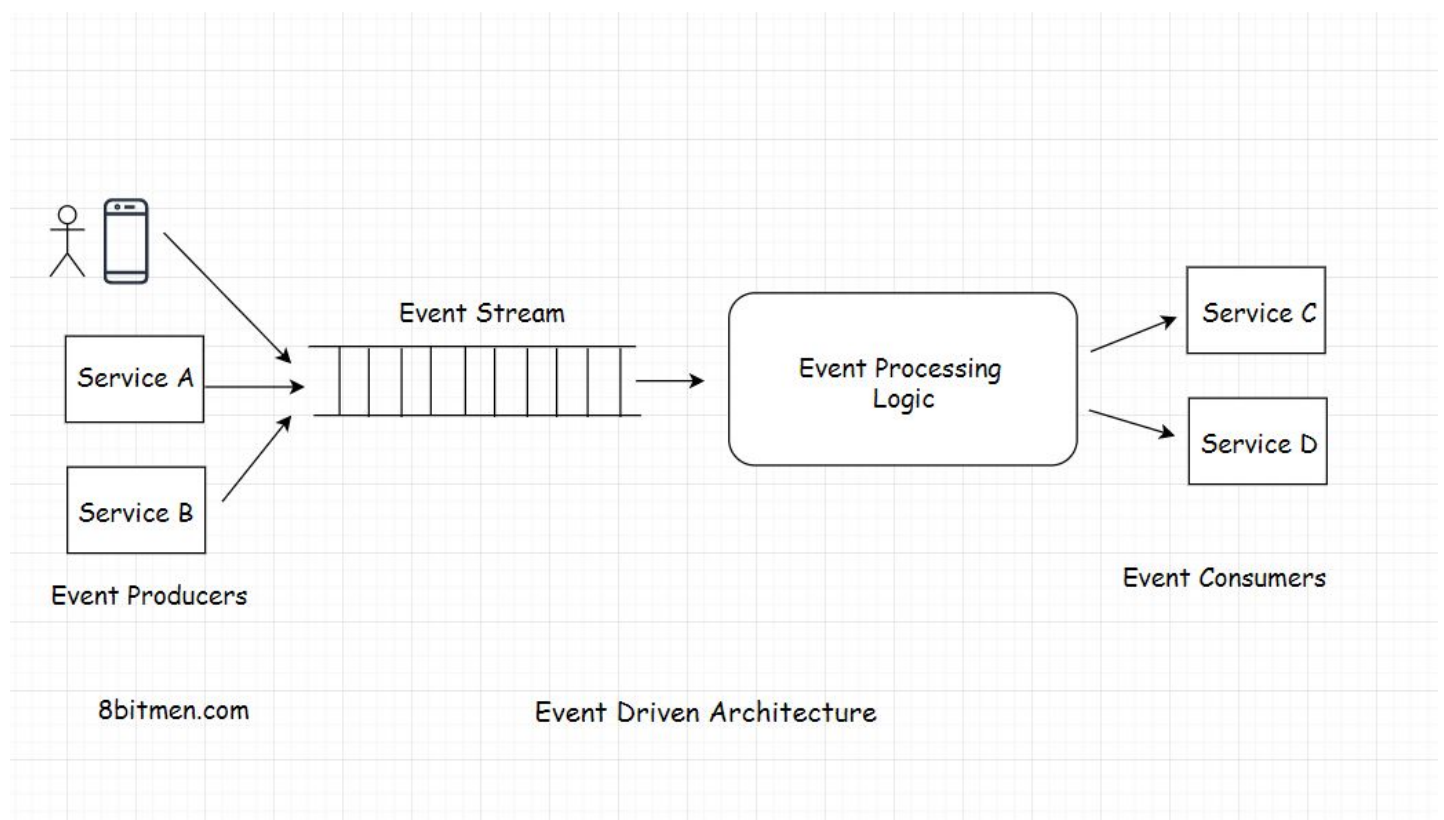 Event Stream
Service A
Service B
Event Producers
Event Processing
Logic
Service C
Service D
Event Consumers
8bitmen.com
Event Driven Architecture